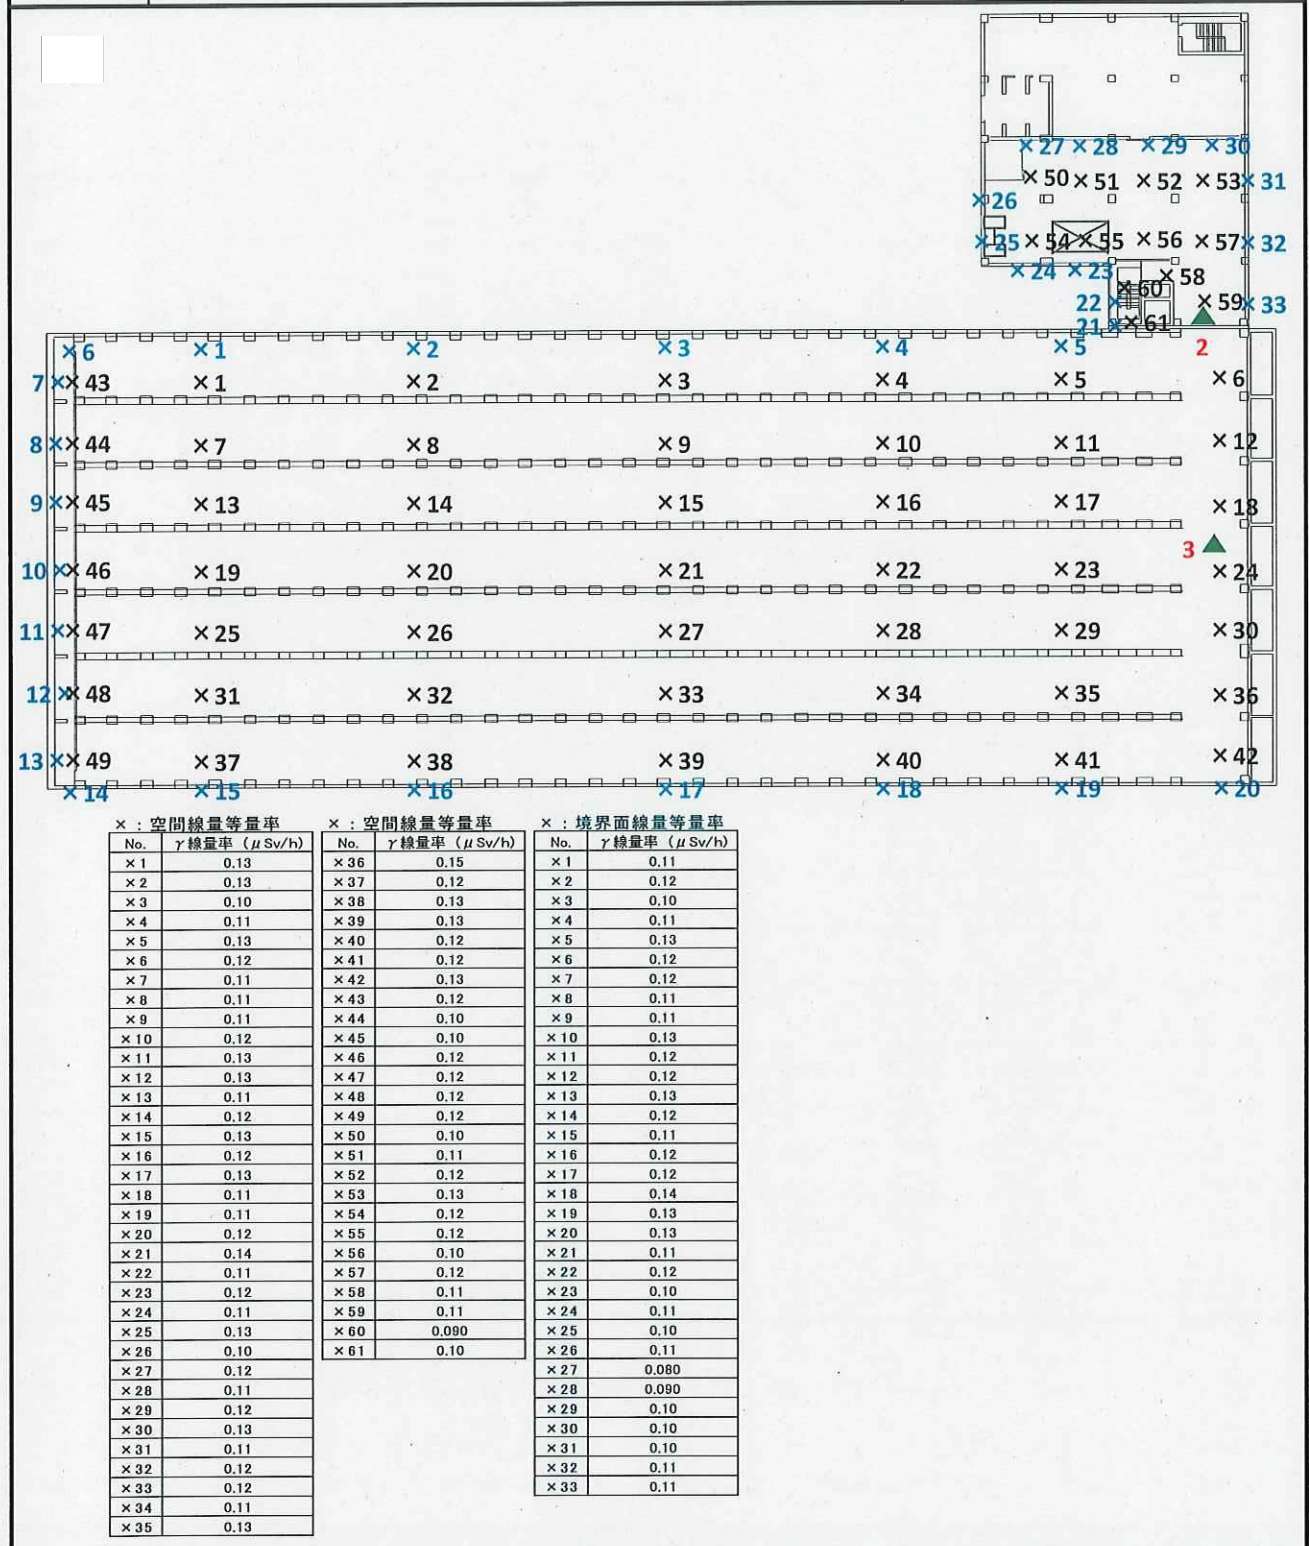 ×27 ×28 ×29 ×30
×50 ×51 ×52 ×53 ×31
×26
×25 ×54 ×55 ×56 ×57 ×32
×24 ×23 ×58
×60
22× ×59 ×33
21× ×61
×6 ×1 ×2 ×3 ×4 ×5 2
7× ×43 ×1 ×2 ×3 ×4 ×5 ×6
8× ×44 ×7 ×8 ×9 ×10 ×11 ×12
9× ×45 ×13 ×14 ×15 ×16 ×17 ×18
3
10× ×46 ×19 ×20 ×21 ×22 ×23 ×24
11× ×47 ×25 ×26 ×27 ×28 ×29 ×30
12× ×48 ×31 ×32 ×33 ×34 ×35 ×36
13× ×49 ×37 ×38 ×39 ×40 ×41 ×42
×14 ×15 ×16 ×17 ×18 ×19 ×20
×：空間線量等量率 ×：空間線量等量率 ×：境界面線量等量率
No. γ線量率（μSv/h） No. γ線量率（μSv/h） No. γ線量率（μSv/h）
×1 0.13 ×36 0.15 ×1 0.11
×2 0.13 ×37 0.12 ×2 0.12
×3 0.10 ×38 0.13 ×3 0.10
×4 0.11 ×39 0.13 ×4 0.11
×5 0.13 ×40 0.12 ×5 0.13
×6 0.12 ×41 0.12 ×6 0.12
×7 0.11 ×42 0.13 ×7 0.12
×8 0.11 ×43 0.12 ×8 0.11
×9 0.11 ×44 0.10 ×9 0.11
×10 0.12 ×45 0.10 ×10 0.13
×11 0.13 ×46 0.12 ×11 0.12
×12 0.13 ×47 0.12 ×12 0.12
×13 0.11 ×48 0.12 ×13 0.13
×14 0.12 ×49 0.12 ×14 0.12
×15 0.13 ×50 0.10 ×15 0.11
×16 0.12 ×51 0.11 ×16 0.12
×17 0.13 ×52 0.12 ×17 0.12
×18 0.11 ×53 0.13 ×18 0.14
×19 0.11 ×54 0.12 ×19 0.13
×20 0.12 ×55 0.12 ×20 0.13
×21 0.14 ×56 0.10 ×21 0.11
×22 0.11 ×57 0.12 ×22 0.12
×23 0.12 ×58 0.11 ×23 0.10
×24 0.11 ×59 0.11 ×24 0.11
×25 0.13 ×60 0.090 ×25 0.10
×26 0.10 ×61 0.10 ×26 0.11
×27 0.12 ×27 0.080
×28 0.11 ×28 0.090
×29 0.12 ×29 0.10
×30 0.13 ×30 0.10
×31 0.11 ×31 0.10
×32 0.12 ×32 0.11
×33 0.12 ×33 0.11
×34 0.11
×35 0.13